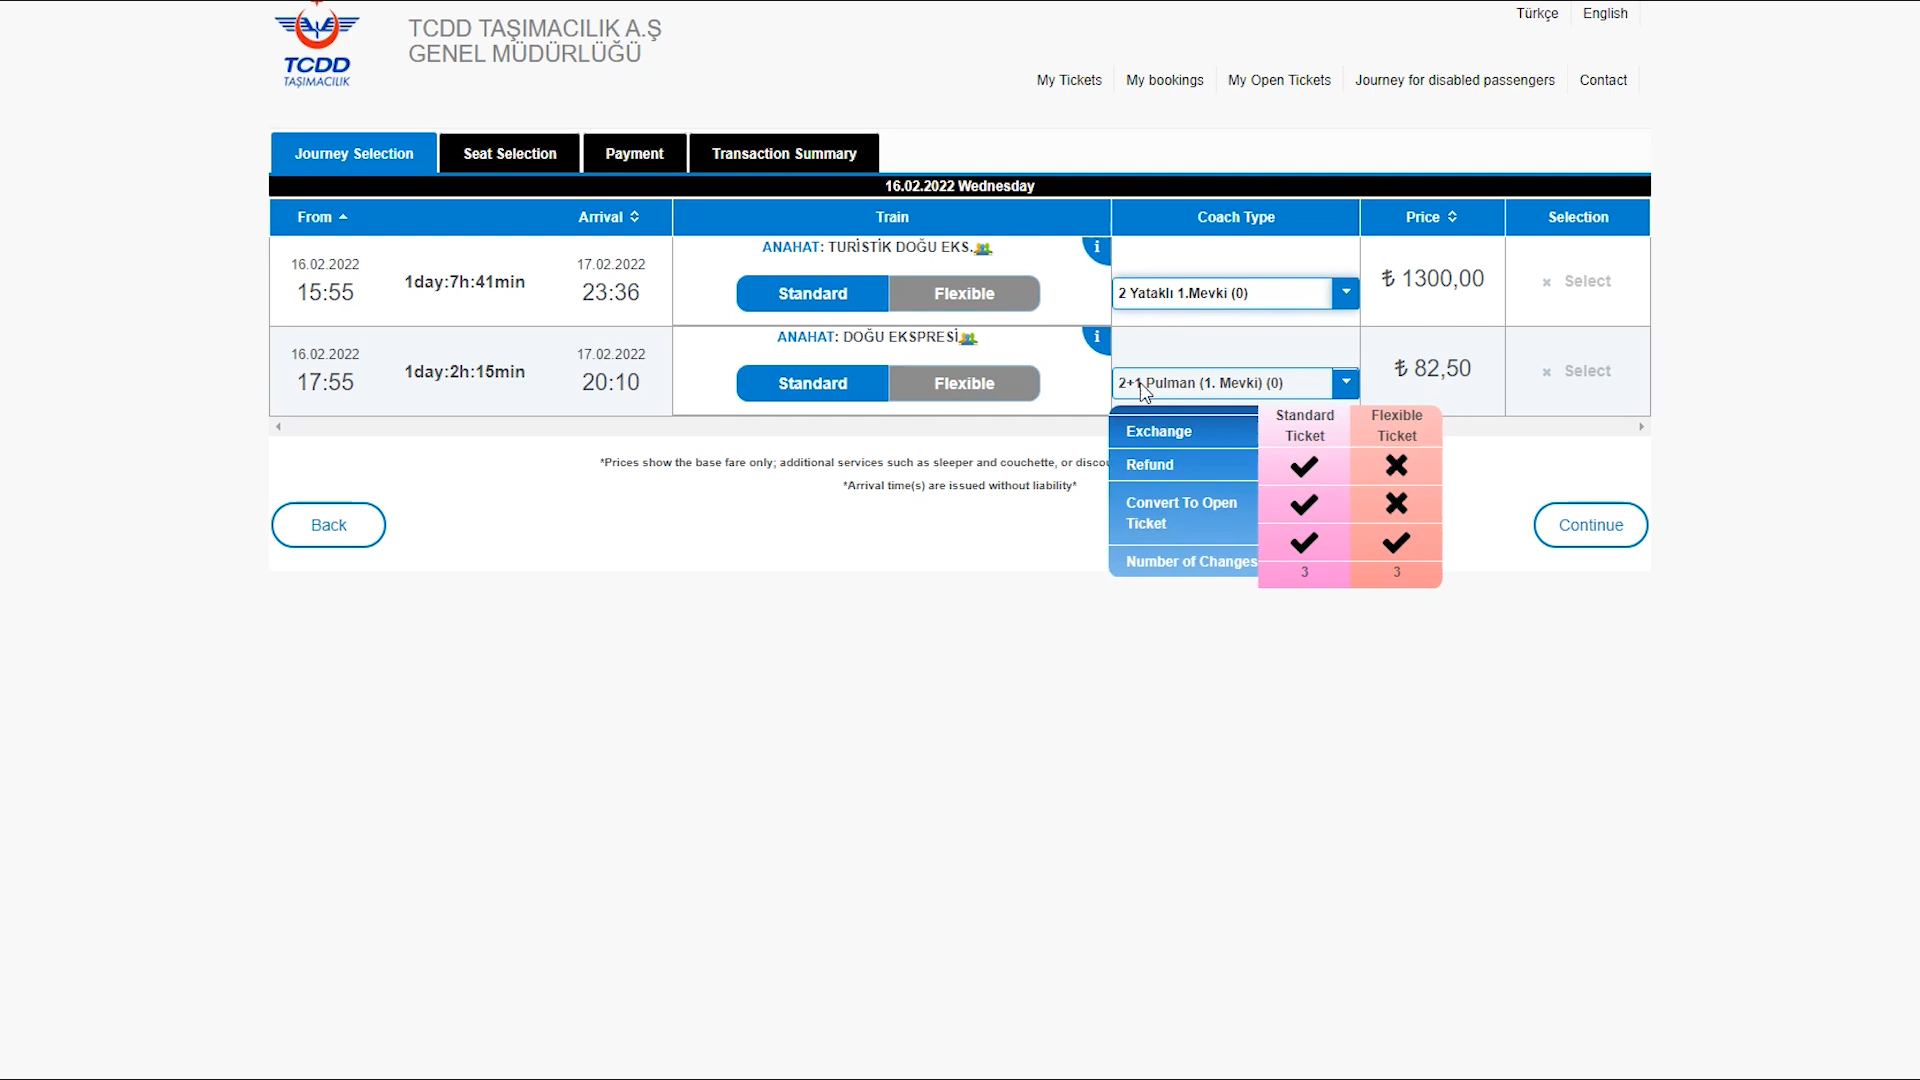 Türkçe
English
TCDD
TAŞIMACILIK
TCDD TAŞIMACILIK A.Ş
GENEL MÜDÜRLÜĞÜ
My Tickets
My bookings
My Open Tickets
Journey for disabled passengers
Contact
Journey Selection
Seat Selection
Payment
Transaction Summary
16.02.2022 Wednesday
From
Arrival
Train
Coach Type
Price
Selection
16.02.2022
15:55
1day:7h:41min
17.02.2022
23:36
ANAHAT: TURİSTİK DOĞU EKS.
i
Standard
Flexible
2 Yataklı 1.Mevki (0)
₺ 1300,00
Select
16.02.2022
17:55
1day:2h:15min
17.02.2022
20:10
ANAHAT: DOĞU EKSPRESİ
i
Standard
Flexible
2+1 Pulman (1. Mevki) (0)
₺ 82,50
Select
Standard Ticket
Flexible Ticket
Exchange
Refund
Convert To Open Ticket
Number of Changes
3
3
*Prices show the base fare only; additional services such as sleeper and couchette, or
*Arrival time(s) are issued without liability*
Back
Continue